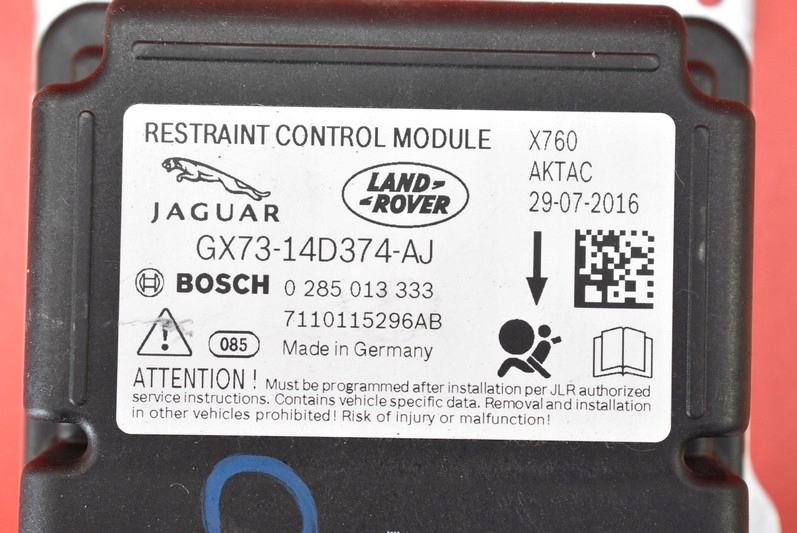 RESTRAINT CONTROL MODULE X760
AKTAC
JAGUAR LAND-ROVER 29-07-2016
GX73-14D374-AJ
BOSCH 0 285 013 333
7110115296AB
085 Made in Germany
ATTENTION ! Must be programmed after installation per JLR authorized
service instructions. Contains vehicle specific data. Removal and installation
in other vehicles prohibited! Risk of injury or malfunction!